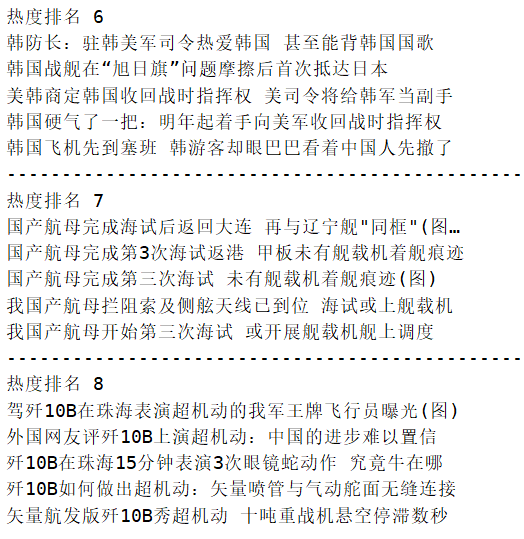 热度排名 6
韩防长：驻韩美军司令热爱韩国 甚至能背韩国国歌
韩国战舰在“旭日旗”问题摩擦后首次抵达日本
美韩商定韩国收回战时指挥权 美司令将给韩军当副手
韩国硬气了一把：明年起着手向美军收回战时指挥权
韩国飞机先到塞班 韩游客却眼巴巴看着中国人先撤了
------------------------------------------------
热度排名 7
国产航母完成海试后返回大连 再与辽宁舰"同框"(图…
国产航母完成第3次海试返港 甲板未有舰载机着舰痕迹
国产航母完成第三次海试 未有舰载机着舰痕迹(图)
我国产航母拦阻索及侧舷天线已到位 海试或上舰载机
我国产航母开始第三次海试 或开展舰载机舰上调度
------------------------------------------------
热度排名 8
驾歼10B在珠海表演超机动的我军王牌飞行员曝光(图)
外国网友评歼10B上演超机动：中国的进步难以置信
歼10B在珠海15分钟表演3次眼镜蛇动作 究竟牛在哪
歼10B如何做出超机动：矢量喷管与气动舵面无缝连接
矢量航发版歼10B秀超机动 十吨重战机悬空停滞数秒